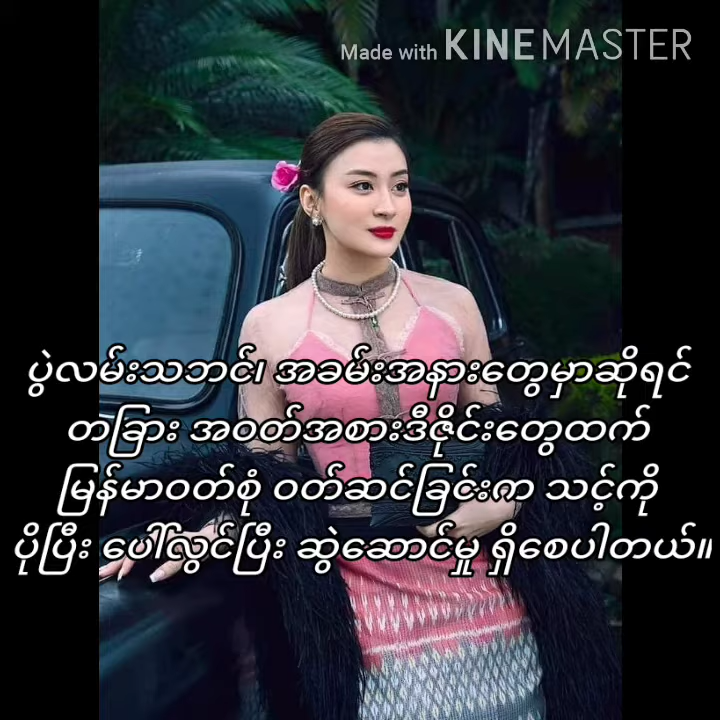 Made with KINEMASTER
ပွဲလမ်းသဘင်၊ အခမ်းအနားတွေမှာဆိုရင်
တခြား အဝတ်အစားဒီဇိုင်းတွေထက်
မြန်မာဝတ်စုံ ဝတ်ဆင်ခြင်းက သင့်ကို
ပိုပြီး ပေါ်လွင်ပြီး ဆွဲဆောင်မှု ရှိစေပါတယ်။